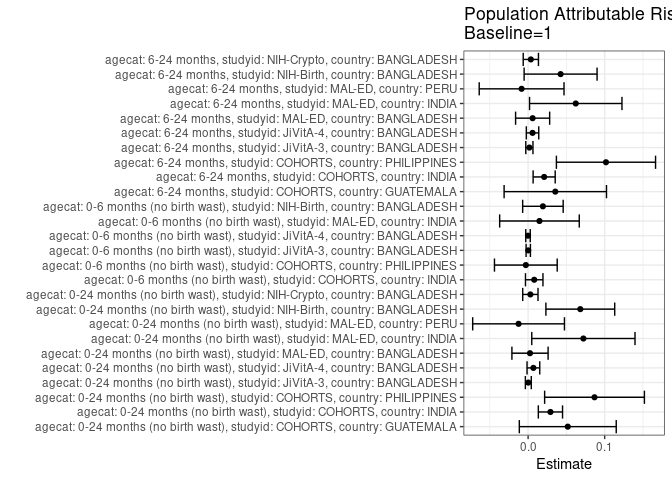 Population Attributable Ris
Baseline=1
agecat: 6-24 months, studyid: NIH-Crypto, country: BANGLADESH
agecat: 6-24 months, studyid: NIH-Birth, country: BANGLADESH
agecat: 6-24 months, studyid: MAL-ED, country: PERU
agecat: 6-24 months, studyid: MAL-ED, country: INDIA
agecat: 6-24 months, studyid: MAL-ED, country: BANGLADESH
agecat: 6-24 months, studyid: JiVitA-4, country: BANGLADESH
agecat: 6-24 months, studyid: JiVitA-3, country: BANGLADESH
agecat: 6-24 months, studyid: COHORTS, country: PHILIPPINES
agecat: 6-24 months, studyid: COHORTS, country: INDIA
agecat: 6-24 months, studyid: COHORTS, country: GUATEMALA
agecat: 0-6 months (no birth wast), studyid: NIH-Birth, country: BANGLADESH
agecat: 0-6 months (no birth wast), studyid: MAL-ED, country: INDIA
agecat: 0-6 months (no birth wast), studyid: JiVitA-4, country: BANGLADESH
agecat: 0-6 months (no birth wast), studyid: JiVitA-3, country: BANGLADESH
agecat: 0-6 months (no birth wast), studyid: COHORTS, country: PHILIPPINES
agecat: 0-6 months (no birth wast), studyid: COHORTS, country: INDIA
agecat: 0-24 months (no birth wast), studyid: NIH-Crypto, country: BANGLADESH
agecat: 0-24 months (no birth wast), studyid: NIH-Birth, country: BANGLADESH
agecat: 0-24 months (no birth wast), studyid: MAL-ED, country: PERU
agecat: 0-24 months (no birth wast), studyid: MAL-ED, country: INDIA
agecat: 0-24 months (no birth wast), studyid: MAL-ED, country: BANGLADESH
agecat: 0-24 months (no birth wast), studyid: JiVitA-4, country: BANGLADESH
agecat: 0-24 months (no birth wast), studyid: JiVitA-3, country: BANGLADESH
agecat: 0-24 months (no birth wast), studyid: COHORTS, country: PHILIPPINES
agecat: 0-24 months (no birth wast), studyid: COHORTS, country: INDIA
agecat: 0-24 months (no birth wast), studyid: COHORTS, country: GUATEMALA
0.0 0.1
Estimate